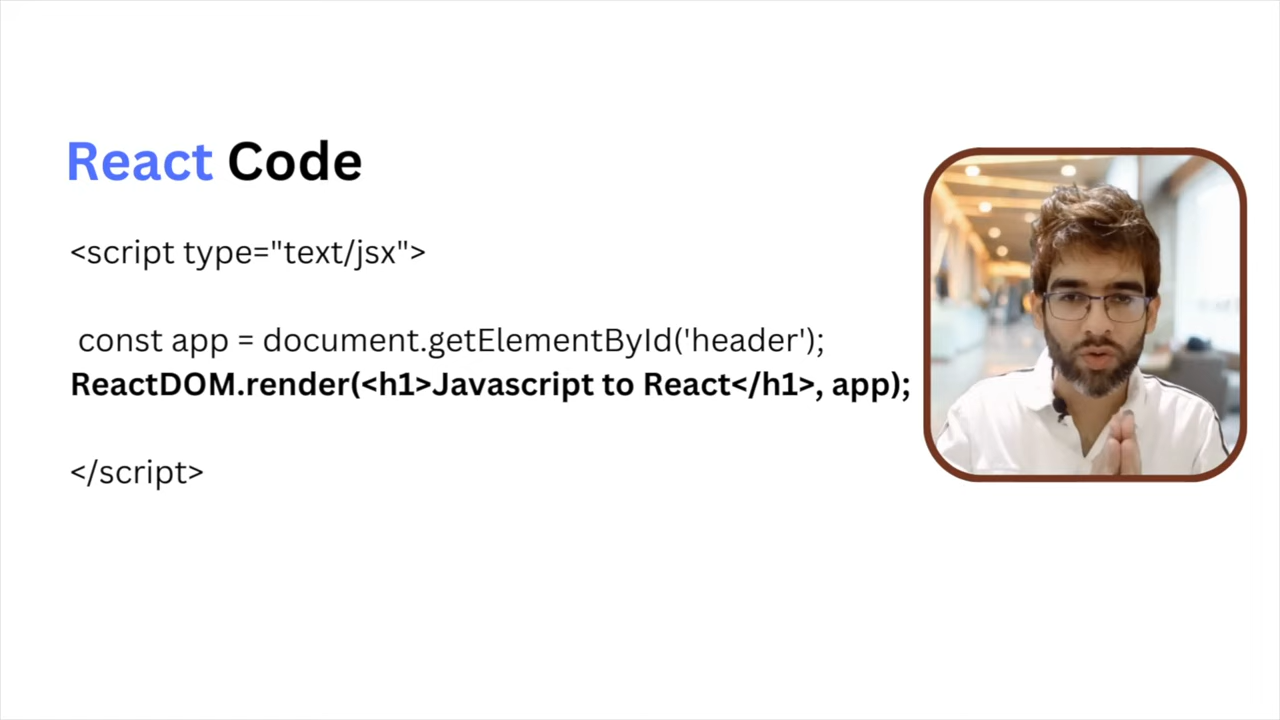 React Code
<script type="text/jsx">
const app = document.getElementById('header');
ReactDOM.render(<h1>Javascript to React</h1>, app);
</script>